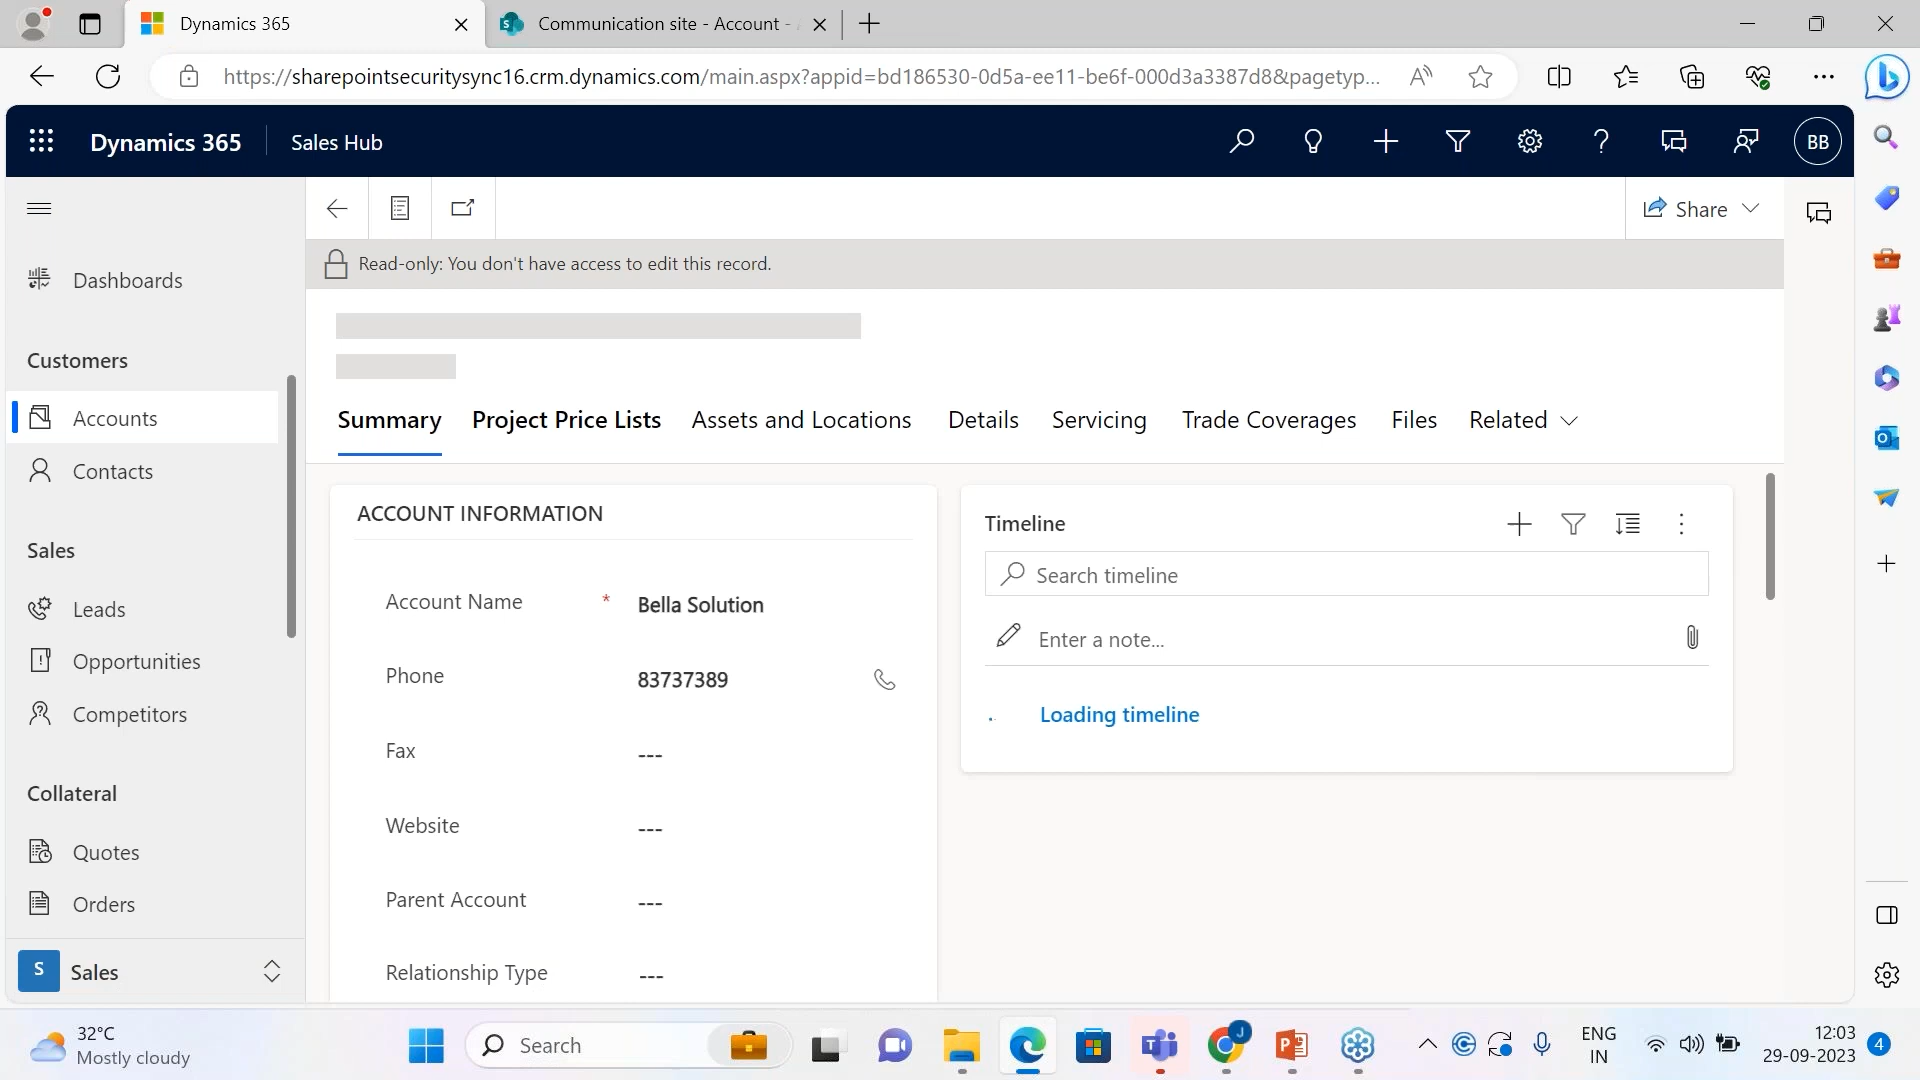 Dynamics 365
Communication site - Account -
https://sharepointsecuritysync16.crm.dynamics.com/main.aspx?appid=bd186530-0d5a-ee11-be6f-000d3a3387d8&pagetyp...
Dynamics 365
Sales Hub
BB
Share
Read-only: You don't have access to edit this record.
Dashboards
Customers
Accounts
Contacts
Sales
Leads
Opportunities
Competitors
Collateral
Quotes
Orders
S
Sales
Summary
Project Price Lists
Assets and Locations
Details
Servicing
Trade Coverages
Files
Related
ACCOUNT INFORMATION
Account Name * Bella Solution
Phone 83737389
Fax ---
Website ---
Parent Account ---
Relationship Type ---
Timeline
Search timeline
Enter a note...
Loading timeline
32°C
Mostly cloudy
Search
J
ENG
IN
12:03
29-09-2023
4